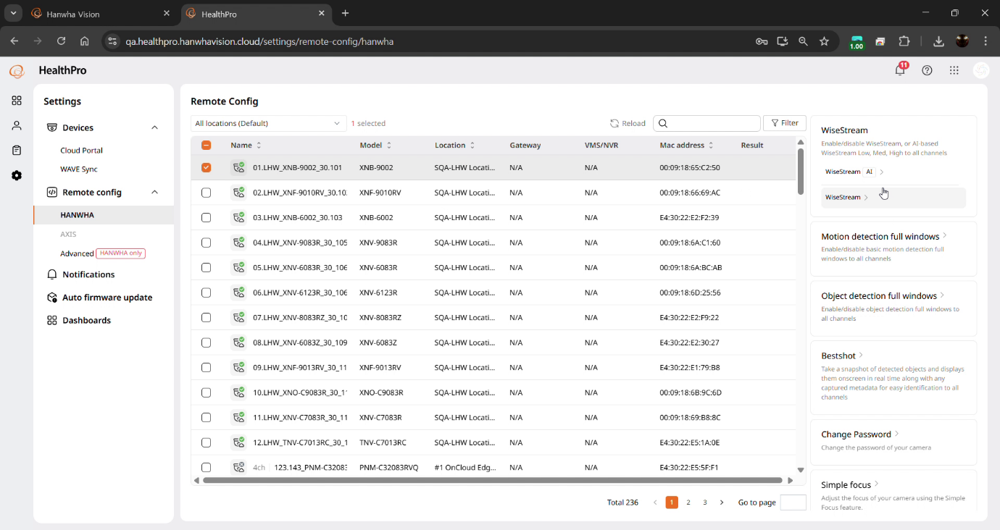 Hanwha Vision
HealthPro
qa.healthpro.hanwhavision.cloud/settings/remote-config/hanwha
1.00
HealthPro
11
Settings
Devices
Cloud Portal
WAVE Sync
Remote config
HANWHA
AXIS
Advanced HANWHA only
Notifications
Auto firmware update
Dashboards
Remote Config
All locations (Default)
1 selected
Reload
Filter
Name Model Location Gateway VMS/NVR Mac address Result
01.LHW_XNB-9002_30.101 XNB-9002 SQA-LHW Locati... N/A N/A 00:09:18:65:C2:50
02.LHW_XNF-9010RV_30.10 XNF-9010RV SQA-LHW Locati... N/A N/A 00:09:18:66:69:AC
03.LHW_XNB-6002_30.103 XNB-6002 SQA-LHW Locati... N/A N/A E4:30:22:E2:F2:39
04.LHW_XNV-9083R_30_105 XNV-9083R SQA-LHW Locati... N/A N/A 00:09:18:6A:C1:60
05.LHW_XNV-6083R_30_106 XNV-6083R SQA-LHW Locati... N/A N/A 00:09:18:6A:BC:AB
06.LHW_XNV-6123R_30_106 XNV-6123R SQA-LHW Locati... N/A N/A 00:09:18:6D:25:56
07.LHW_XNV-8083RZ_30_10 XNV-8083RZ SQA-LHW Locati... N/A N/A E4:30:22:E2:F9:22
08.LHW_XNV-6083Z_30_109 XNV-6083Z SQA-LHW Locati... N/A N/A E4:30:22:E2:30:27
09.LHW_XNF-9013RV_30_11 XNF-9013RV SQA-LHW Locati... N/A N/A E4:30:22:E1:79:B8
10.LHW_XNO-C9083R_30_1 XNO-C9083R SQA-LHW Locati... N/A N/A 00:09:18:6B:9C:6D
11.LHW_XNV-C7083R_30_11 XNV-C7083R SQA-LHW Locati... N/A N/A 00:09:18:69:B8:8C
12.LHW_TNV-C7013RC_30_1 TNV-C7013RC SQA-LHW Locati... N/A N/A E4:30:22:E5:1A:0E
4ch 123.143_PNM-C3208 PNM-C32083RVQ #1 OnCloud Edg... N/A N/A E4:30:22:E5:5F:F1
Total 236 1 2 3 Go to page
WiseStream
Enable/disable WiseStream, or AI-based
WiseStream Low, Med, High to all channels
WiseStream AI
WiseStream
Motion detection full windows
Enable/disable basic motion detection full
windows to all channels
Object detection full windows
Enable/disable object detection full windows to
all channels
Bestshot
Take a snapshot of detected objects and displays
them onscreen in real time along with any
captured metadata for easy identification to all
channels
Change Password
Change the password of your camera
Simple focus
Adjust the focus of your camera using the Simple
Focus feature.